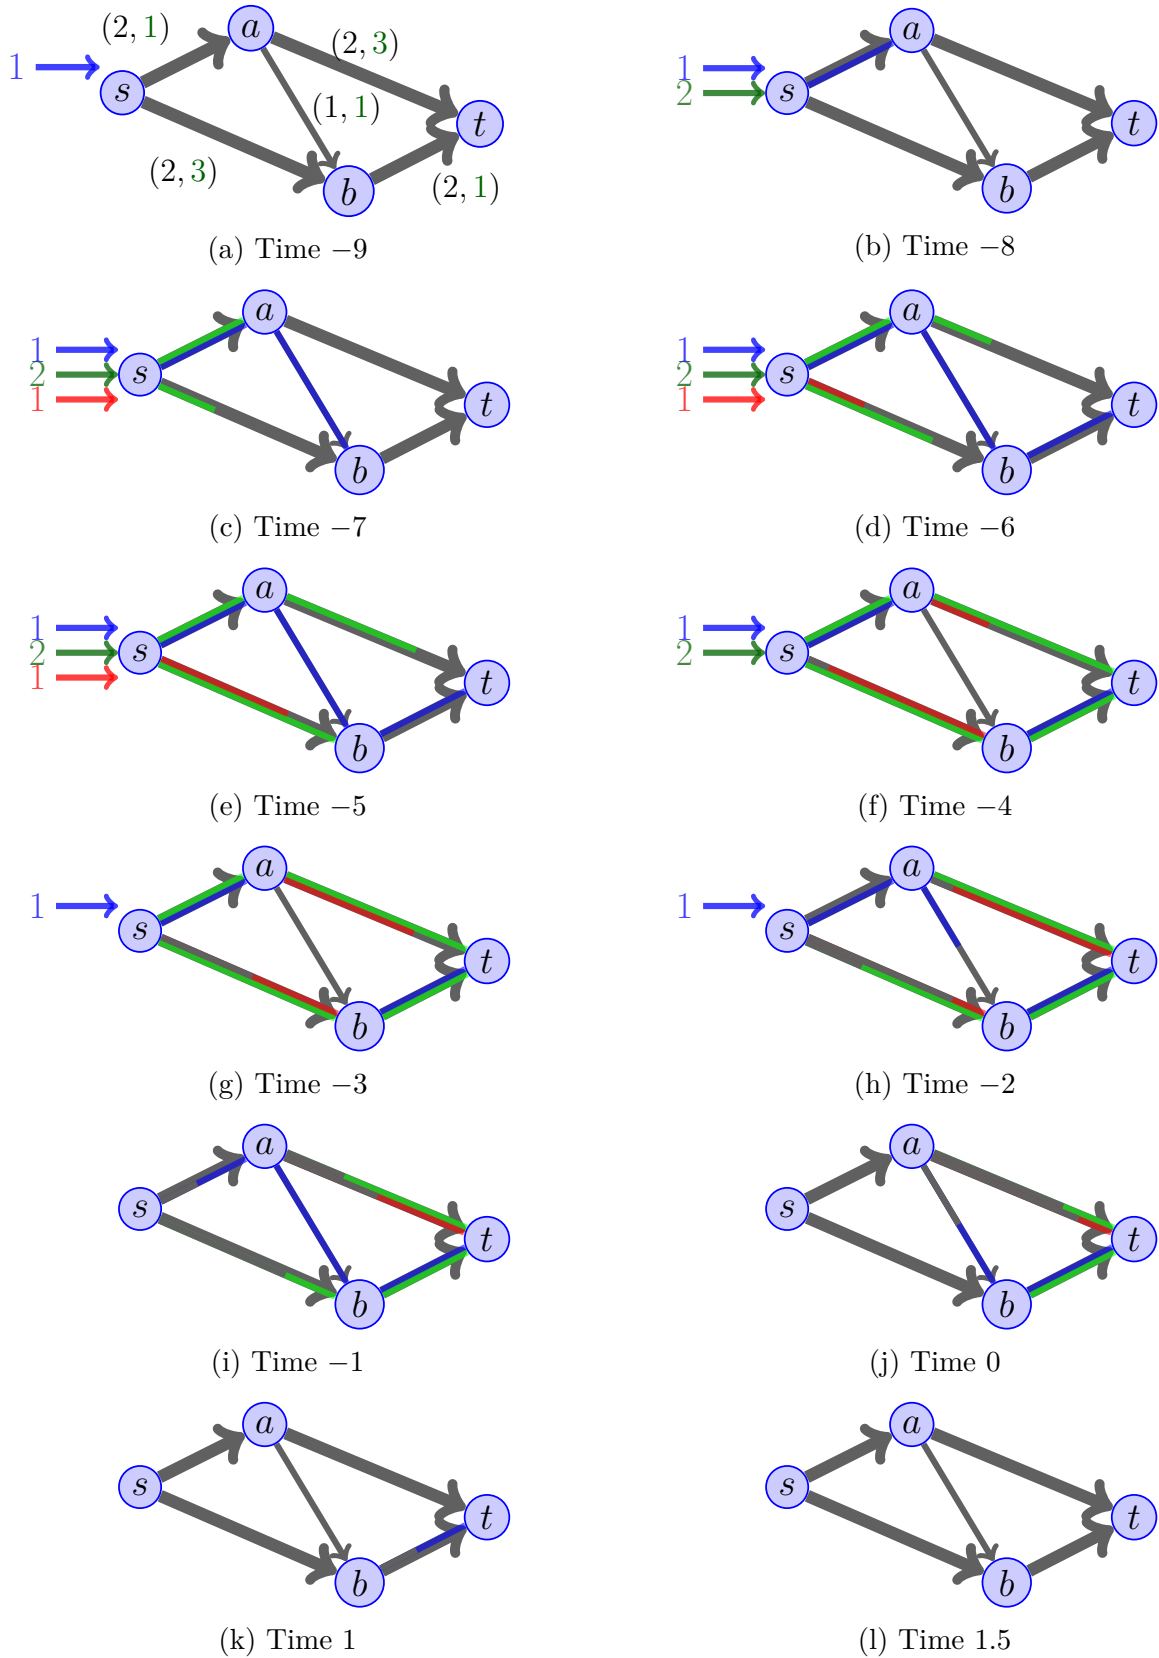 (2, 1)
a
(2, 3)
1
s
(1, 1)
t
(2, 3)
b
(2, 1)
(a) Time −9
a
1
2
s
t
b
(b) Time −8
a
1
2
1
s
t
b
(c) Time −7
a
1
2
1
s
t
b
(d) Time −6
a
1
2
1
s
t
b
(e) Time −5
a
1
2
s
t
b
(f) Time −4
a
1
s
t
b
(g) Time −3
a
1
s
t
b
(h) Time −2
a
s
t
b
(i) Time −1
a
s
t
b
(j) Time 0
a
s
t
b
(k) Time 1
a
s
t
b
(l) Time 1.5